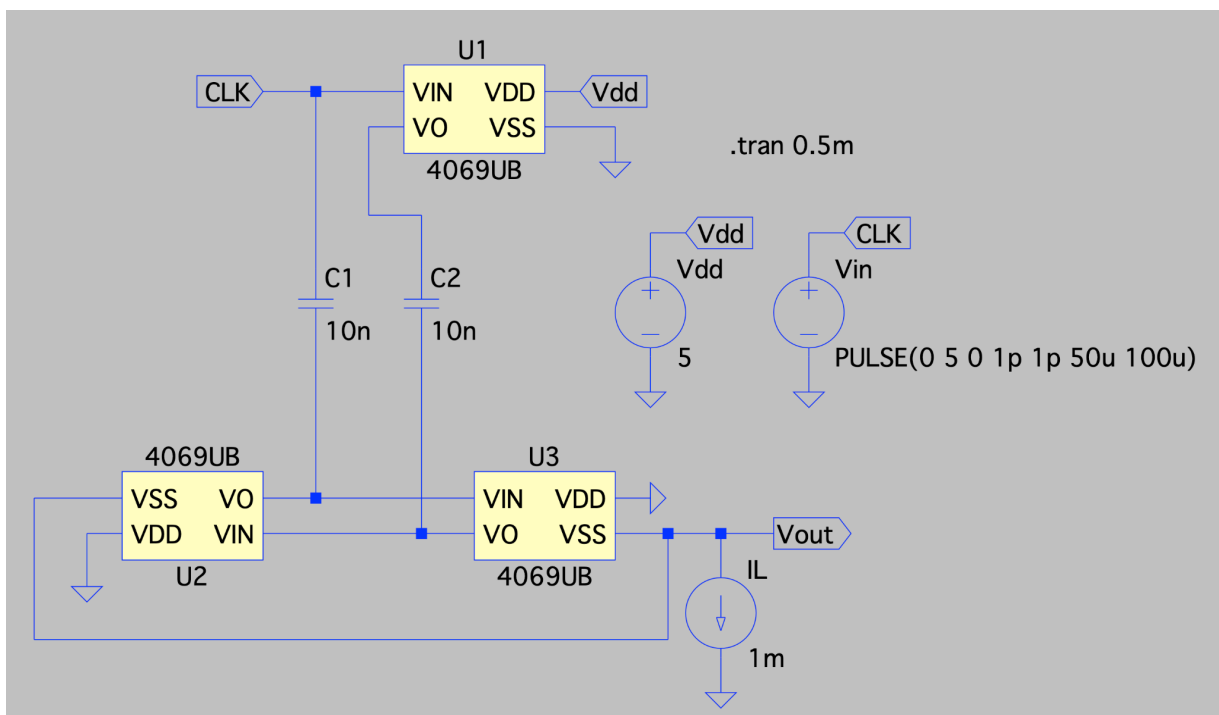 U1
CLK
VIN VDD
Vdd
VO VSS
4069UB
.tran 0.5m
Vdd
CLK
Vdd
Vin
C1
C2
10n
10n
5
PULSE(0 5 0 1p 1p 50u 100u)
4069UB
U3
VSS VO
VIN VDD
VDD VIN
VO VSS
Vout
U2
4069UB
IL
1m